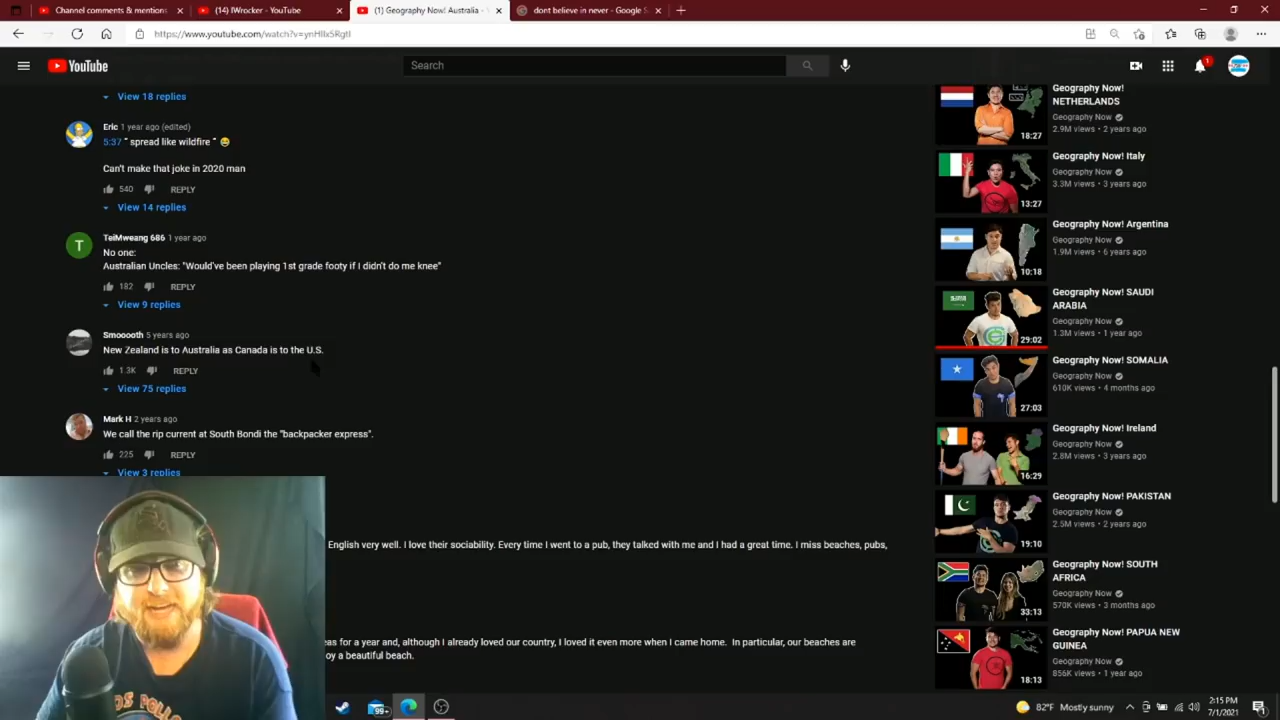 Channel comments & mentions
(14) IWrocker - YouTube
(1) Geography Now! Australia -
dont believe in never - Google S
https://www.youtube.com/watch?v=ynHIIx5RgtI
YouTube
Search
1
View 18 replies
Eric 1 year ago (edited)
5:37 " spread like wildfire "
Can't make that joke in 2020 man
540 REPLY
View 14 replies
T
TeiMweang 686 1 year ago
No one:
Australian Uncles: "Would've been playing 1st grade footy if I didn't do me knee"
182 REPLY
View 9 replies
Smooooth 5 years ago
New Zealand is to Australia as Canada is to the U.S.
1.3K REPLY
View 75 replies
Mark H 2 years ago
We call the rip current at South Bondi the "backpacker express".
225 REPLY
View 3 replies
English very well. I love their sociability. Every time I went to a pub, they talked with me and I had a great time. I miss beaches, pubs,
eas for a year and, although I already loved our country, I loved it even more when I came home. In particular, our beaches are
oy a beautiful beach.
Geography Now!
NETHERLANDS
Geography Now
2.9M views • 2 years ago
18:27
Geography Now! Italy
Geography Now
3.3M views • 3 years ago
13:27
Geography Now! Argentina
Geography Now
1.9M views • 6 years ago
10:18
Geography Now! SAUDI
ARABIA
Geography Now
1.3M views • 1 year ago
29:02
Geography Now! SOMALIA
Geography Now
610K views • 4 months ago
27:03
Geography Now! Ireland
Geography Now
2.8M views • 3 years ago
16:29
Geography Now! PAKISTAN
Geography Now
2.5M views • 2 years ago
19:10
Geography Now! SOUTH
AFRICA
Geography Now
570K views • 3 months ago
33:13
Geography Now! PAPUA NEW
GUINEA
Geography Now
856K views • 1 year ago
18:13
99+
82°F Mostly sunny
2:15 PM
7/1/2021
1